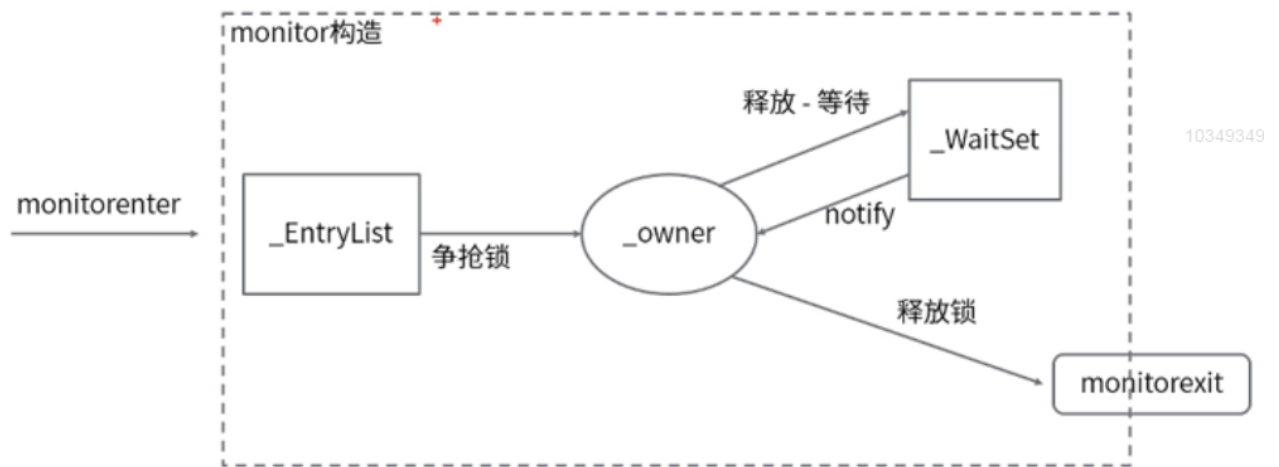 monitor构造
释放 - 等待
_WaitSet
10349349
monitorenter
_EntryList
争抢锁
_owner
notify
释放锁
monitorexit